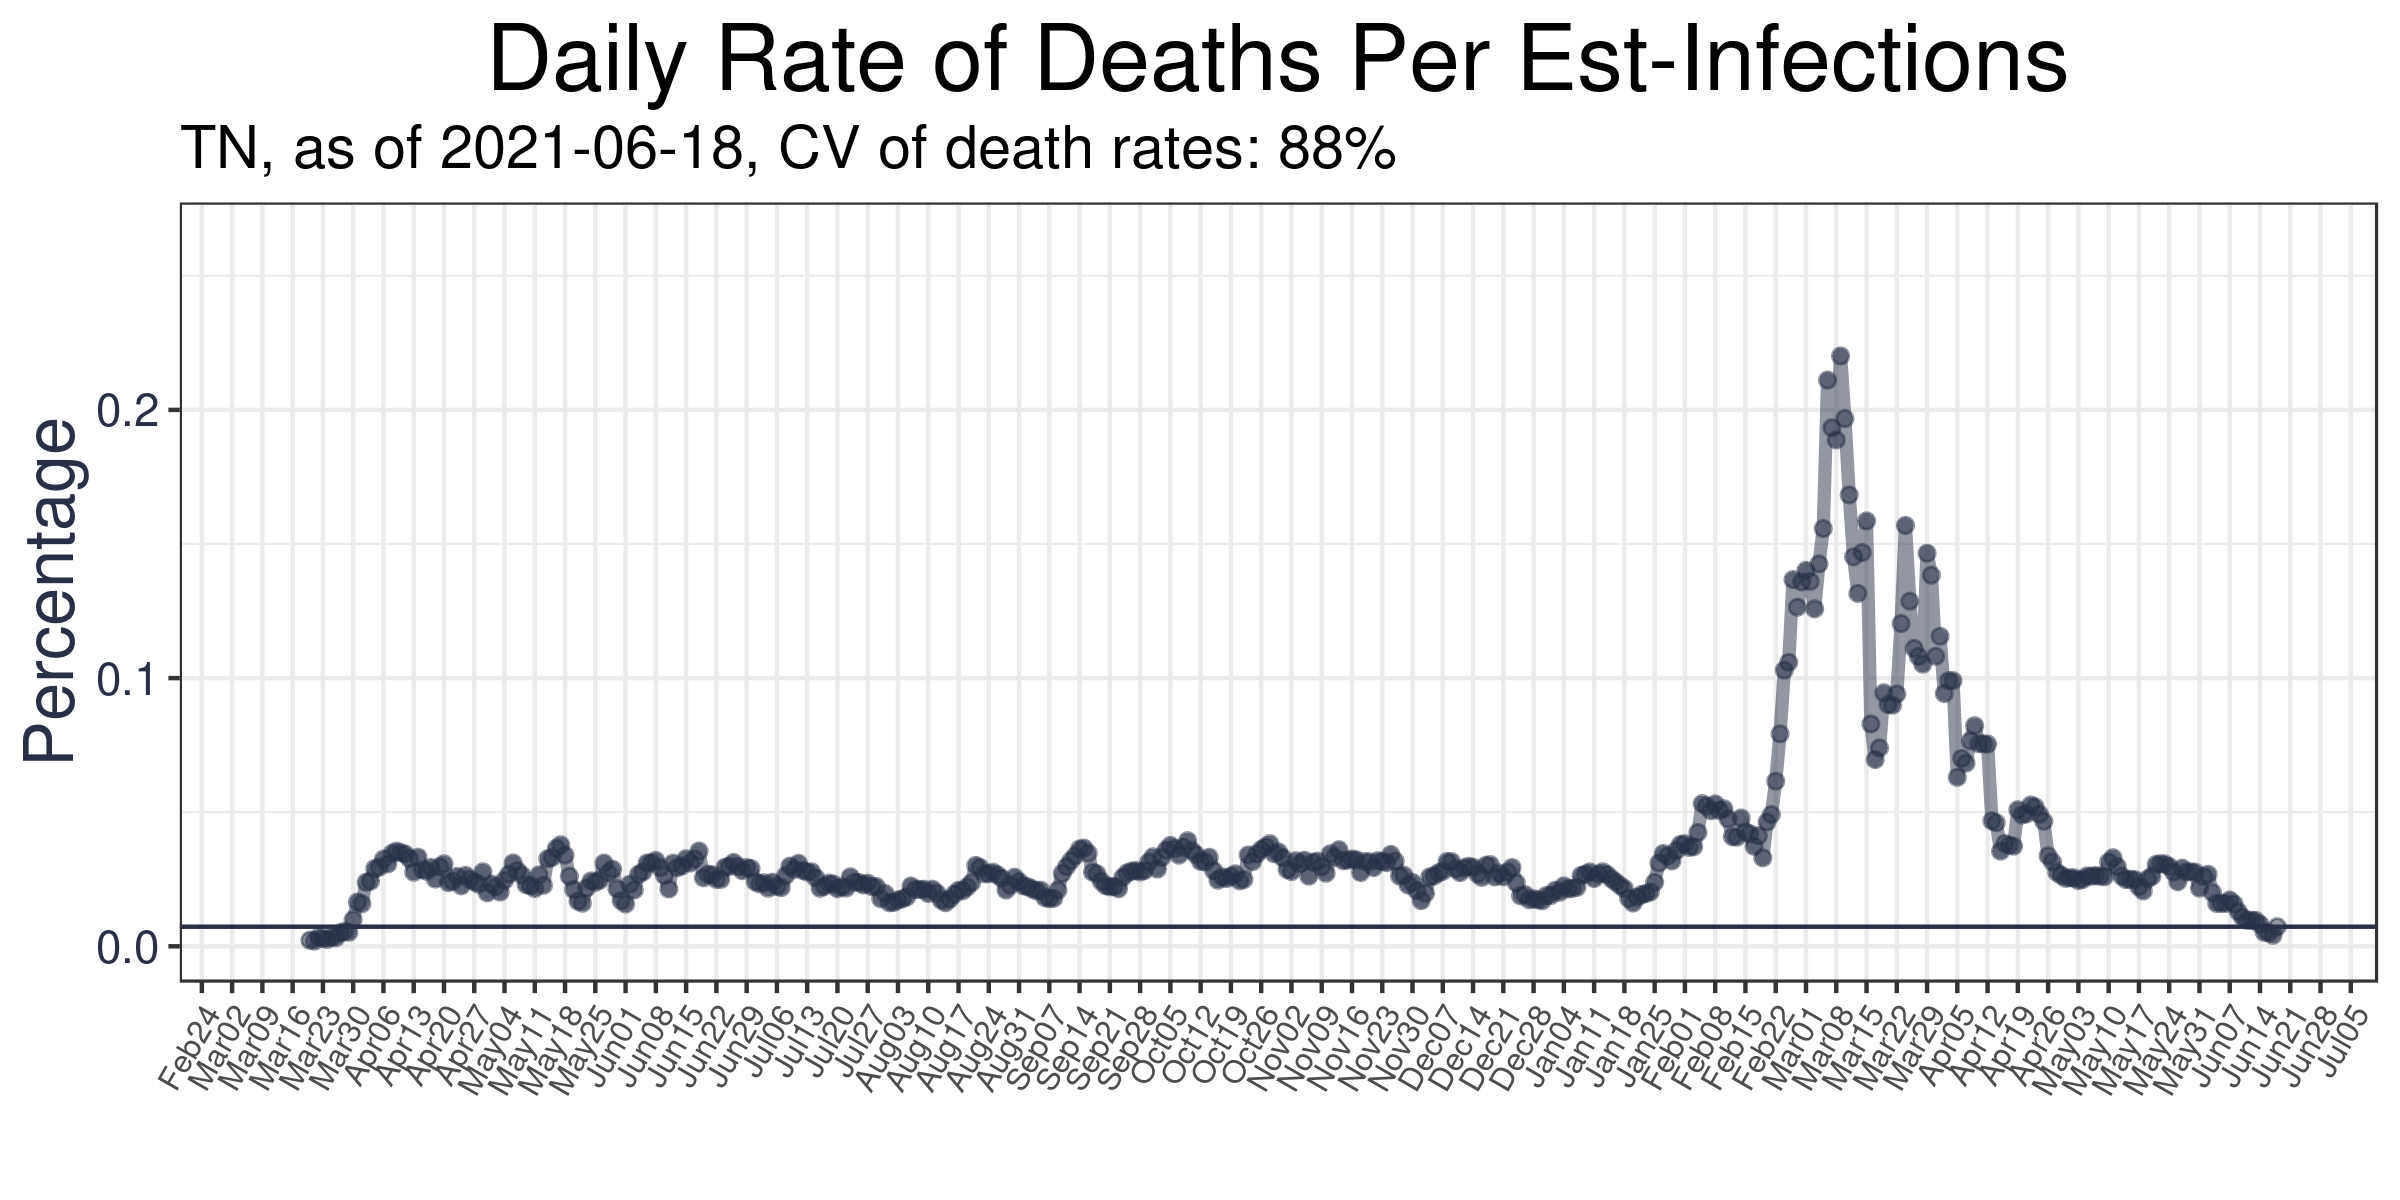 Daily Rate of Deaths Per Est-Infections
TN, as of 2021-06-18, CV of death rates: 88%
Percentage
0.2
0.1
0.0
Feb24 Mar02 Mar09 Mar16 Mar23 Mar30 Apr06 Apr13 Apr20 Apr27 May04 May11 May18 May25 Jun01 Jun08 Jun15 Jun22 Jun29 Jul06 Jul13 Jul20 Jul27 Aug03 Aug10 Aug17 Aug24 Aug31 Sep07 Sep14 Sep21 Sep28 Oct05 Oct12 Oct19 Oct26 Nov02 Nov09 Nov16 Nov23 Nov30 Dec07 Dec14 Dec21 Dec28 Jan04 Jan11 Jan18 Jan25 Feb01 Feb08 Feb15 Feb22 Mar01 Mar08 Mar15 Mar22 Mar29 Apr05 Apr12 Apr19 Apr26 May03 May10 May17 May24 May31 Jun07 Jun14 Jun21 Jun28 Jul05